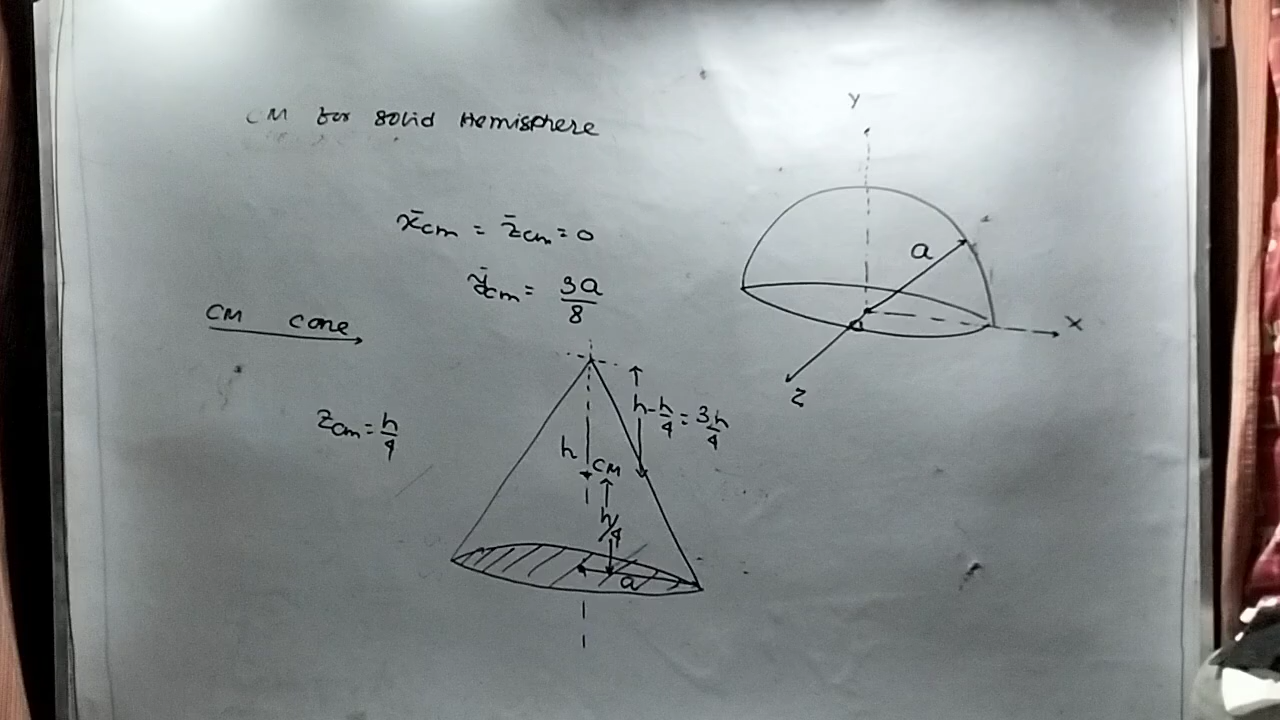 CM for solid Hemisphere
x̄cm = z̄cm = 0
ȳcm = 3a/8
Y
a
X
Z
CM cone
Zcm = h/4
h - h/4 = 3h/4
h
CM
h/4
a